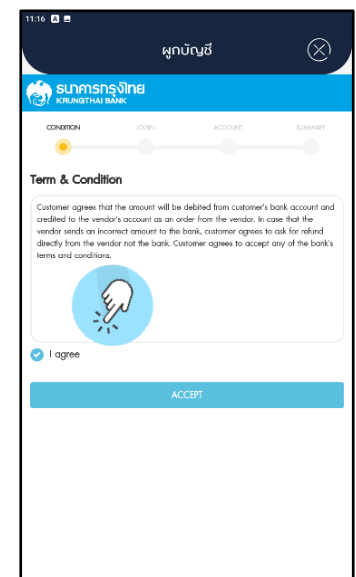 11:16 A
ผูกบัญชี
ธนาคารกรุงไทย
KRUNGTHAI BANK
CONDITION LOGIN ACCOUNT SUMMARY
Term & Condition
Customer agrees that the amount will be debited from customer's bank account and
credited to the vendor's account as an order from the vendor. In case that the
vendor sends an incorrect amount to the bank, customer agrees to ask for refund
directly from the vendor not the bank. Customer agrees to accept any of the bank's
terms and conditions.
I agree
ACCEPT